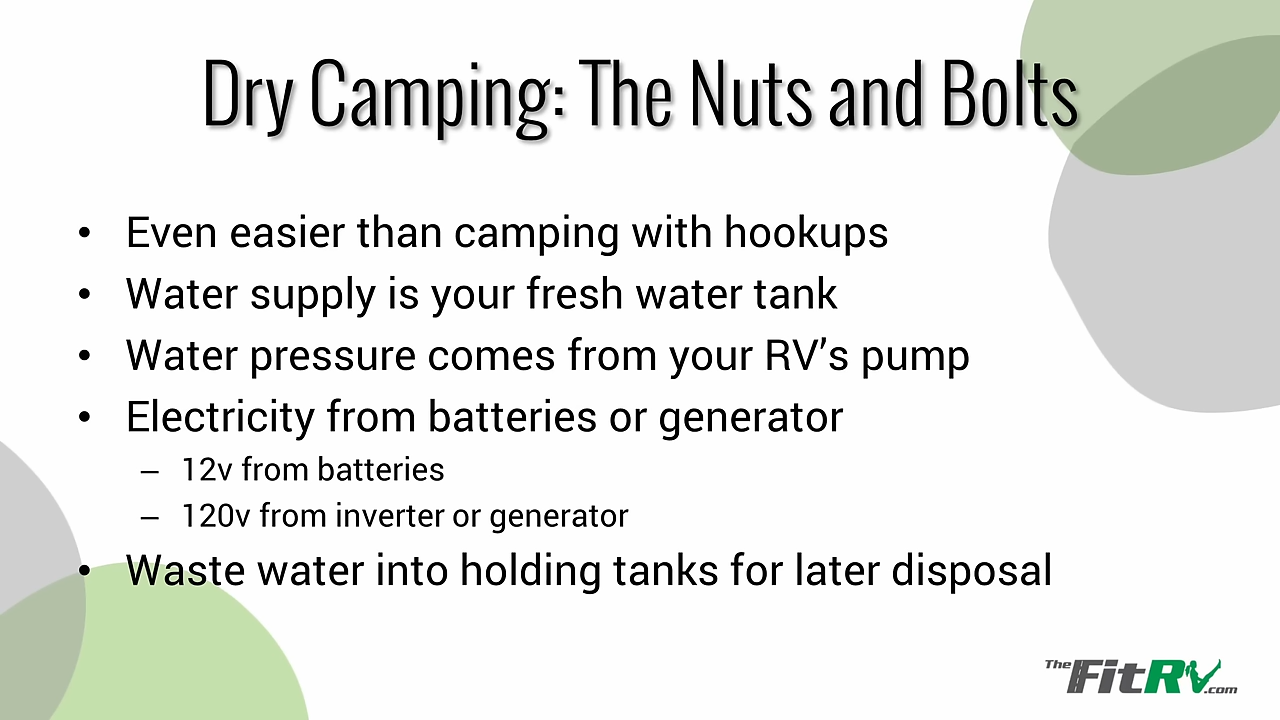 Dry Camping: The Nuts and Bolts
• Even easier than camping with hookups
• Water supply is your fresh water tank
• Water pressure comes from your RV’s pump
• Electricity from batteries or generator
– 12v from batteries
– 120v from inverter or generator
• Waste water into holding tanks for later disposal
The FitRV.com